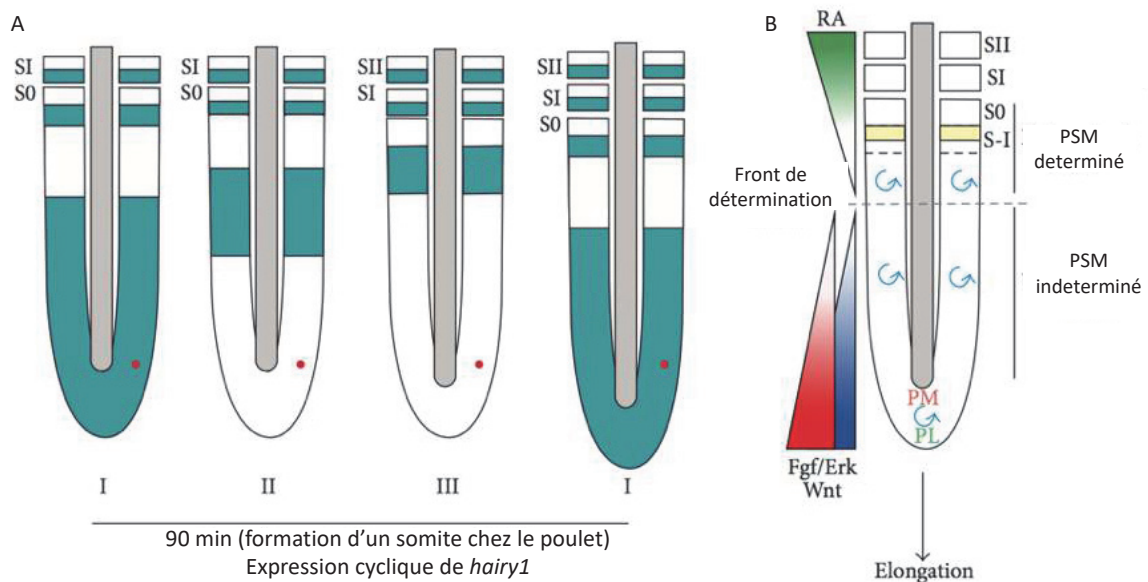 A
SI
S0
SI
S0
SII
SI
SII
SI
S0
I
II
III
I
90 min (formation d'un somite chez le poulet)
Expression cyclique de hairy1
B
RA
SII
SI
S0
S-I
PSM
determiné
Front de
détermination
PSM
indeterminé
PM
PL
Fgf/Erk
Wnt
Elongation